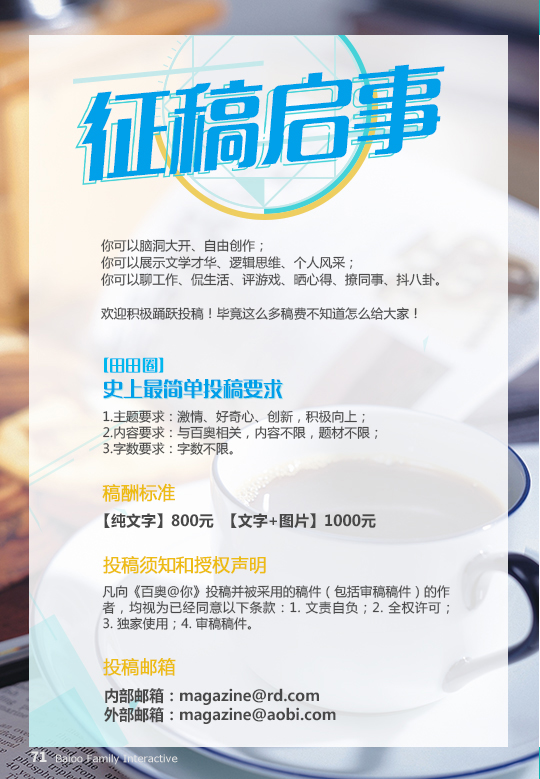 征稿启事
你可以脑洞大开、自由创作；
你可以展示文学才华、逻辑思维、个人风采；
你可以聊工作、侃生活、评游戏、晒心得、撩同事、抖八卦。
欢迎积极踊跃投稿！毕竟这么多稿费不知道怎么给大家！
【田田圈】
史上最简单投稿要求
1.主题要求：激情、好奇心、创新，积极向上；
2.内容要求：与百奥相关，内容不限，题材不限；
3.字数要求：字数不限。
稿酬标准
【纯文字】800元 【文字+图片】1000元
投稿须知和授权声明
凡向《百奥@你》投稿并被采用的稿件（包括审稿稿件）的作
者，均视为已经同意以下条款：1. 文责自负；2. 全权许可；
3. 独家使用；4. 审稿稿件。
投稿邮箱
内部邮箱：magazine@rd.com
外部邮箱：magazine@aobi.com
71 Baioo Family Interactive